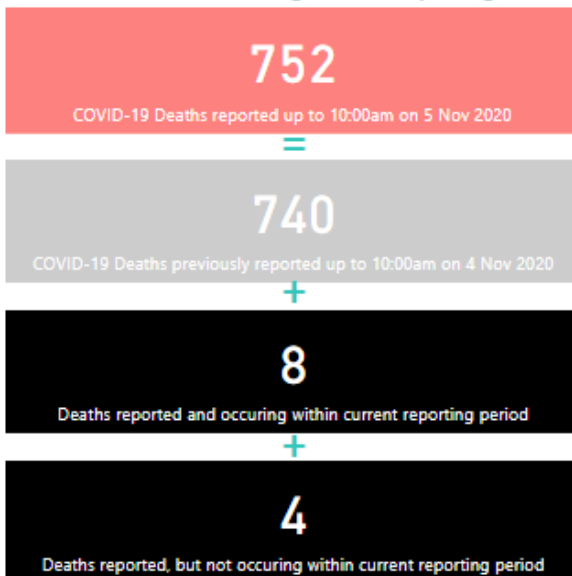 752
COVID-19 Deaths reported up to 10:00am on 5 Nov 2020
=
740
COVID-19 Deaths previously reported up to 10:00am on 4 Nov 2020
+
8
Deaths reported and occuring within current reporting period
+
4
Deaths reported, but not occuring within current reporting period